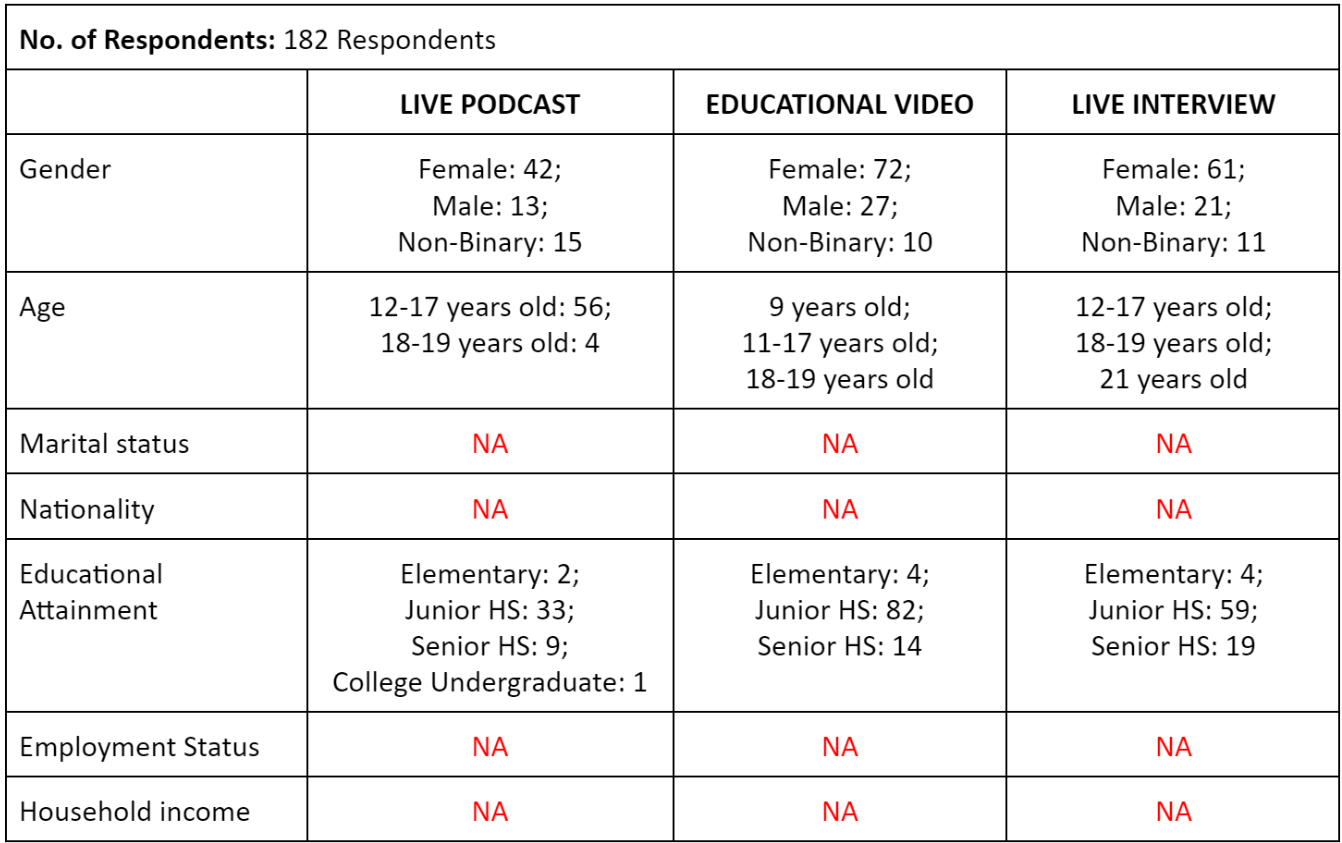 No. of Respondents: 182 Respondents
LIVE PODCAST
EDUCATIONAL VIDEO
LIVE INTERVIEW
Gender
Female: 42;
Male: 13;
Non-Binary: 15
Female: 72;
Male: 27;
Non-Binary: 10
Female: 61;
Male: 21;
Non-Binary: 11
Age
12-17 years old: 56;
18-19 years old: 4
9 years old;
11-17 years old;
18-19 years old
12-17 years old;
18-19 years old;
21 years old
Marital status
NA
NA
NA
Nationality
NA
NA
NA
Educational
Attainment
Elementary: 2;
Junior HS: 33;
Senior HS: 9;
College Undergraduate: 1
Elementary: 4;
Junior HS: 82;
Senior HS: 14
Elementary: 4;
Junior HS: 59;
Senior HS: 19
Employment Status
NA
NA
NA
Household income
NA
NA
NA